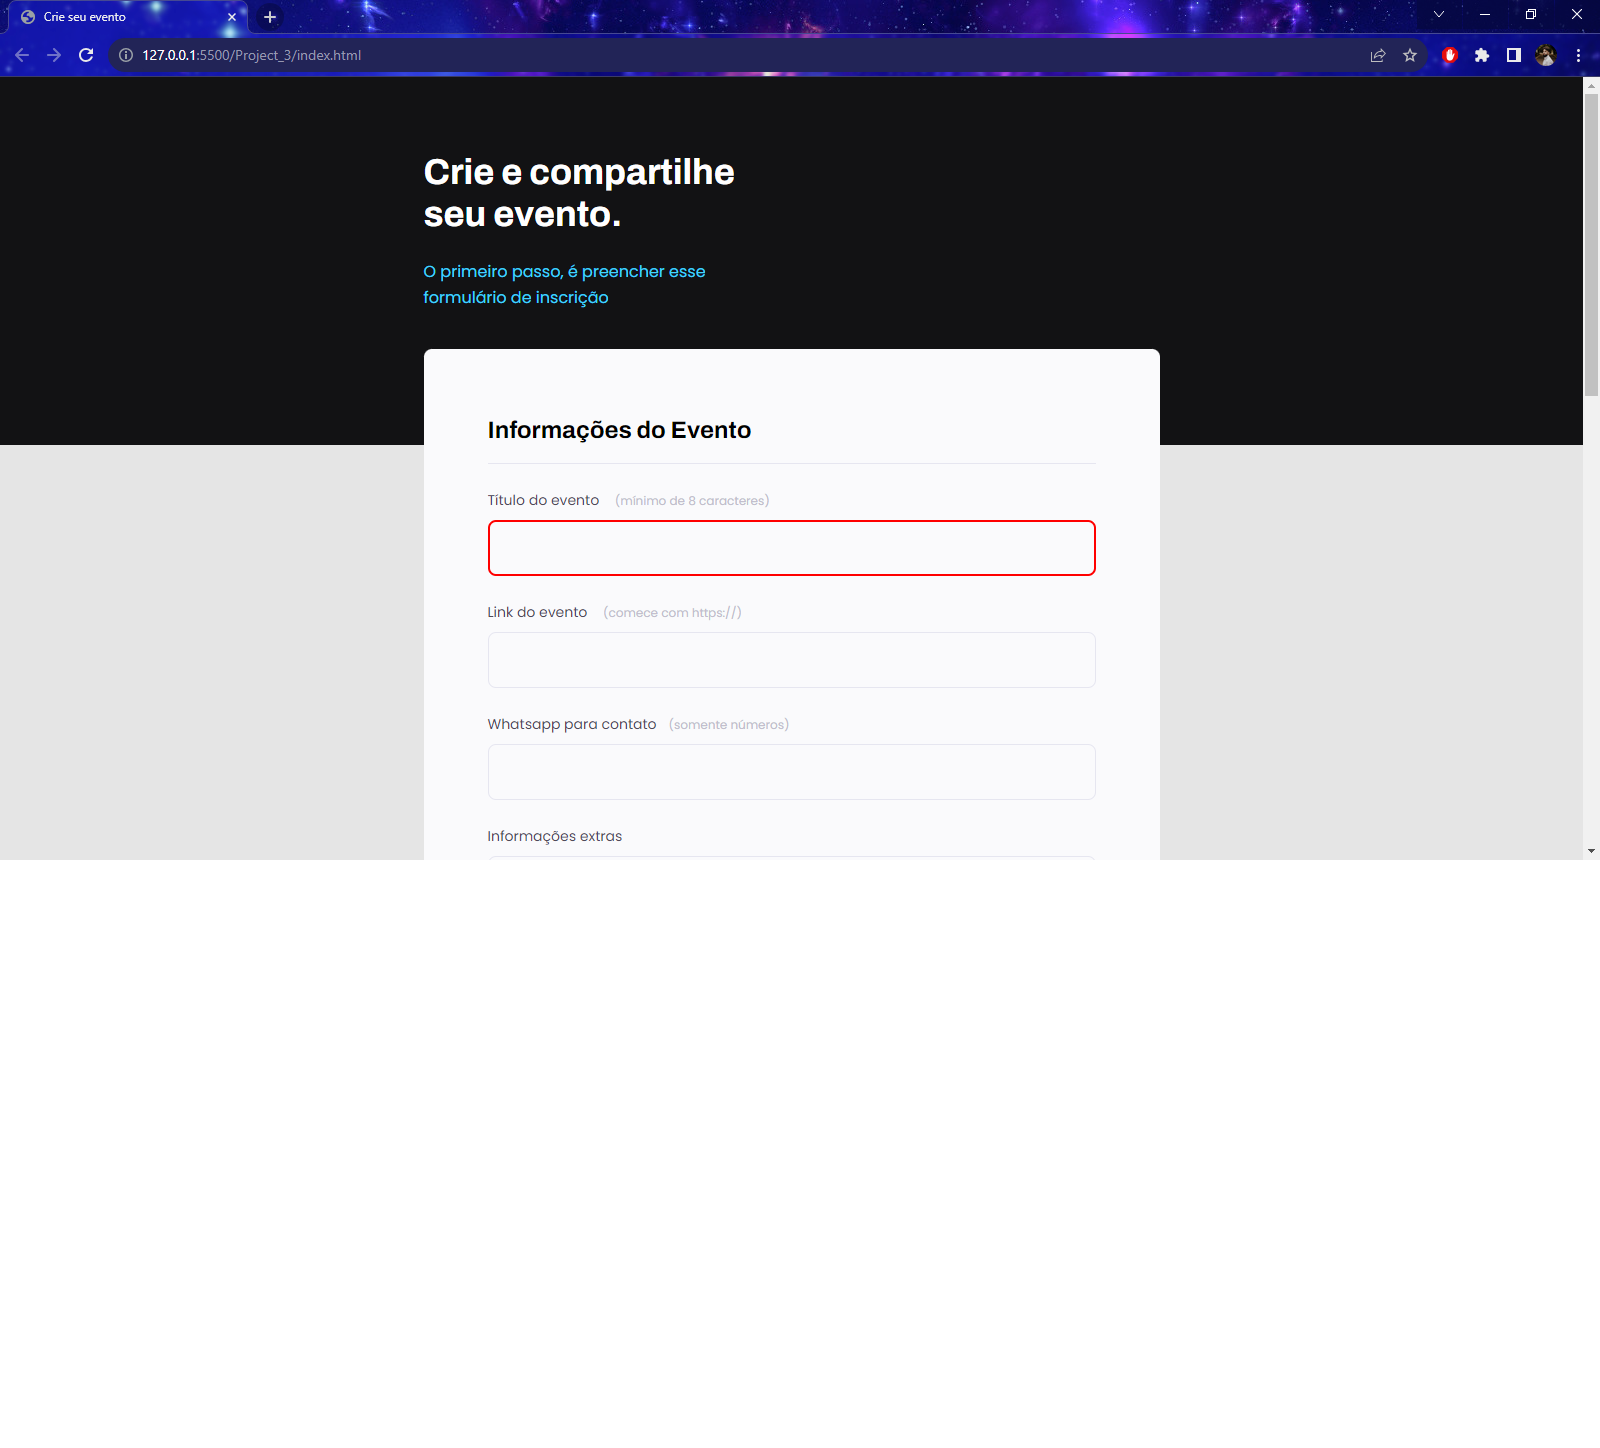 Crie seu evento
127.0.0.1:5500/Project_3/index.html
Crie e compartilhe
seu evento.
O primeiro passo, é preencher esse
formulário de inscrição
Informações do Evento
Título do evento (mínimo de 8 caracteres)
Link do evento (comece com https://)
Whatsapp para contato (somente números)
Informações extras